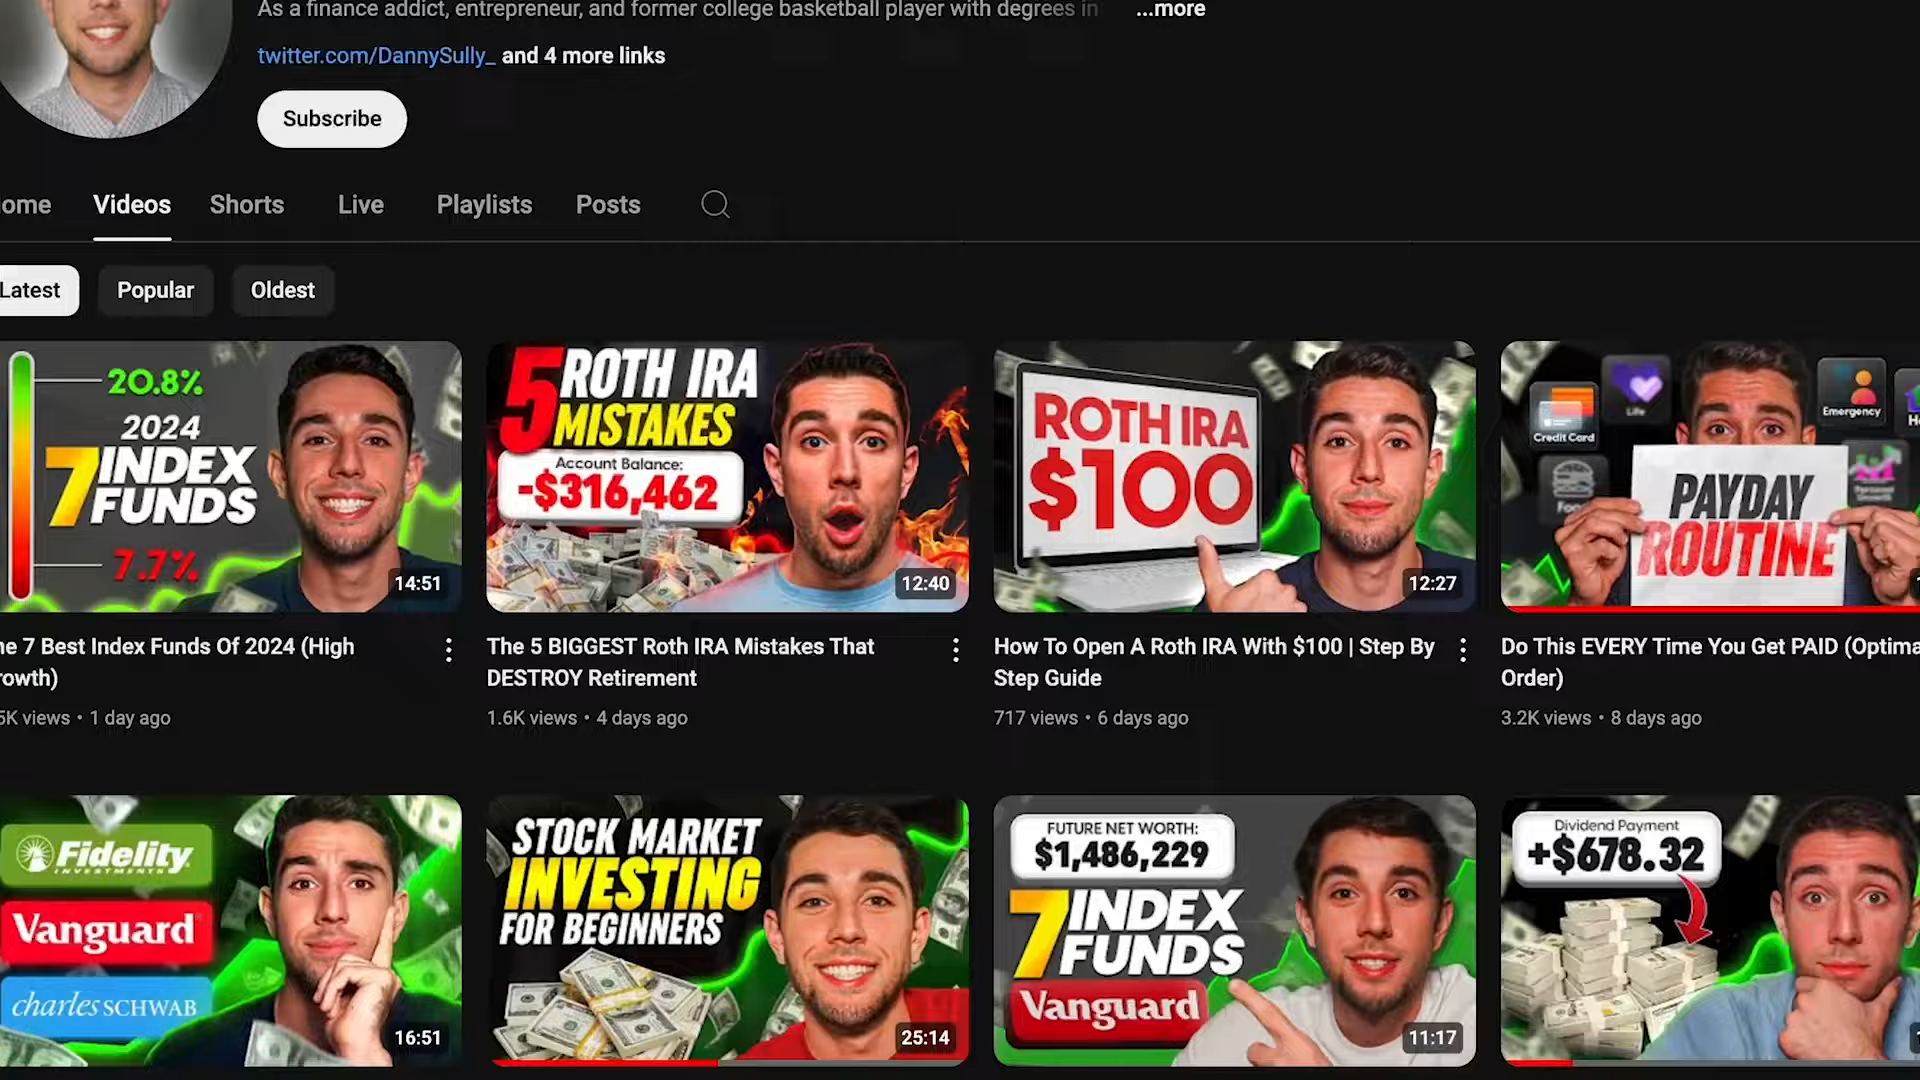 As a finance addict, entrepreneur, and former college basketball player with degrees in ...more
twitter.com/DannySully_ and 4 more links
Subscribe
ome Videos Shorts Live Playlists Posts
Latest Popular Oldest
20.8%
2024
7 INDEX
FUNDS
7.7%
14:51
5 ROTH IRA
MISTAKES
Account Balance:
-$316,462
12:40
ROTH IRA
$100
12:27
Credit Card
Life
Emergency
PAYDAY
ROUTINE
he 7 Best Index Funds Of 2024 (High
rowth)
5K views • 1 day ago
The 5 BIGGEST Roth IRA Mistakes That
DESTROY Retirement
1.6K views • 4 days ago
How To Open A Roth IRA With $100 | Step By
Step Guide
717 views • 6 days ago
Do This EVERY Time You Get PAID (Optima
Order)
3.2K views • 8 days ago
Fidelity
INVESTMENTS
Vanguard
charles SCHWAB
16:51
STOCK MARKET
INVESTING
FOR BEGINNERS
25:14
FUTURE NET WORTH:
$1,486,229
7 INDEX
FUNDS
Vanguard
11:17
Dividend Payment
+$678.32